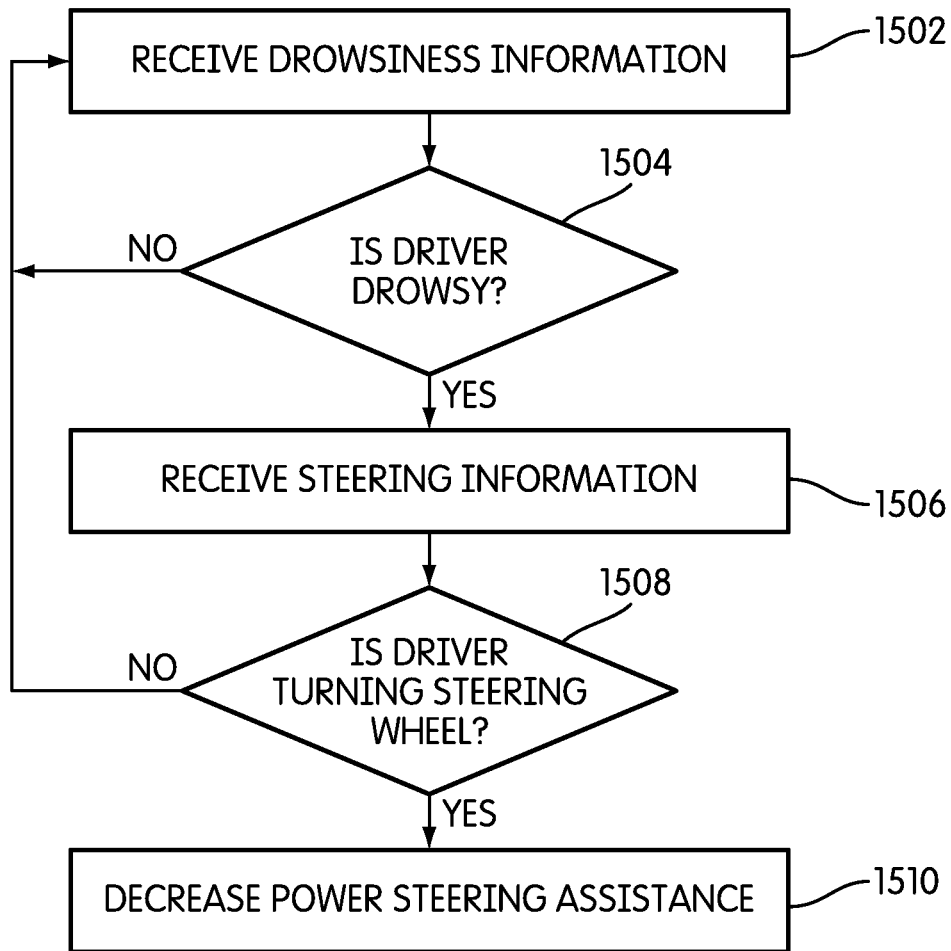 RECEIVE DROWSINESS INFORMATION
1502
1504
IS DRIVER
DROWSY?
NO
YES
RECEIVE STEERING INFORMATION
1506
1508
IS DRIVER
TURNING STEERING
WHEEL?
NO
YES
DECREASE POWER STEERING ASSISTANCE
1510